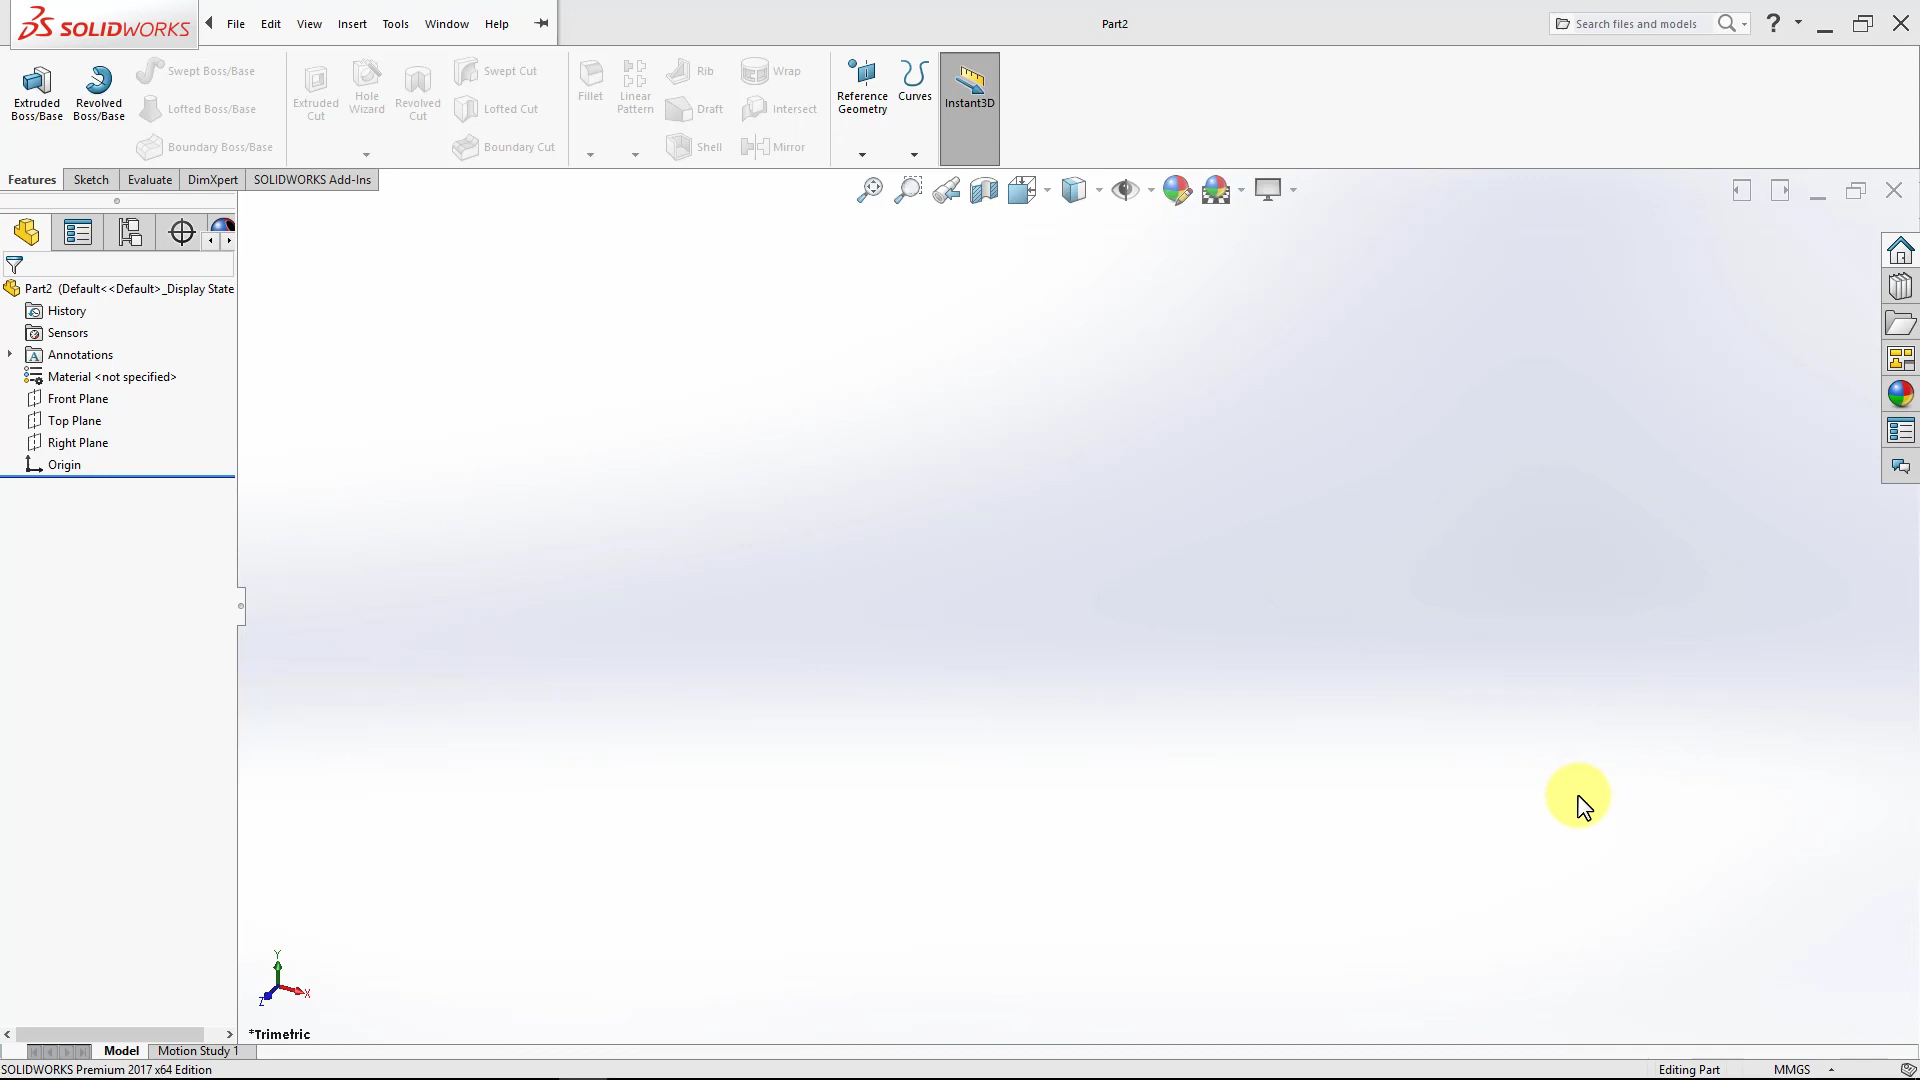 SOLIDWORKS
File Edit View Insert Tools Window Help
Part2
Search files and models
Extruded Boss/Base
Revolved Boss/Base
Swept Boss/Base
Lofted Boss/Base
Boundary Boss/Base
Extruded Cut
Hole Wizard
Revolved Cut
Swept Cut
Lofted Cut
Boundary Cut
Fillet
Linear Pattern
Rib
Draft
Shell
Wrap
Intersect
Mirror
Reference Geometry
Curves
Instant3D
Features Sketch Evaluate DimXpert SOLIDWORKS Add-Ins
Part2 (Default<<Default>_Display State
History
Sensors
A Annotations
Material <not specified>
Front Plane
Top Plane
Right Plane
Origin
Y
X
Z
*Trimetric
Model Motion Study 1
SOLIDWORKS Premium 2017 x64 Edition
Editing Part
MMGS